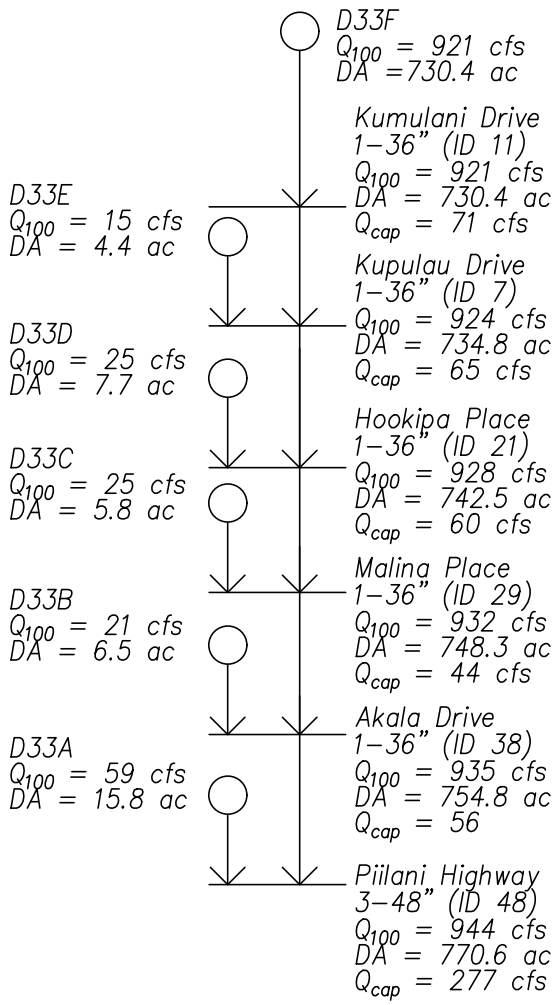 D33F
Q100 = 921 cfs
DA =730.4 ac
Kumulani Drive
1-36" (ID 11)
Q100 = 921 cfs
DA = 730.4 ac
Qcap = 71 cfs
D33E
Q100 = 15 cfs
DA = 4.4 ac
Kupulau Drive
1-36" (ID 7)
Q100 = 924 cfs
DA = 734.8 ac
Qcap = 65 cfs
D33D
Q100 = 25 cfs
DA = 7.7 ac
Hookipa Place
1-36" (ID 21)
Q100 = 928 cfs
DA = 742.5 ac
Qcap = 60 cfs
D33C
Q100 = 25 cfs
DA = 5.8 ac
Malina Place
1-36" (ID 29)
Q100 = 932 cfs
DA = 748.3 ac
Qcap = 44 cfs
D33B
Q100 = 21 cfs
DA = 6.5 ac
Akala Drive
1-36" (ID 38)
Q100 = 935 cfs
DA = 754.8 ac
Qcap = 56
D33A
Q100 = 59 cfs
DA = 15.8 ac
Piilani Highway
3-48" (ID 48)
Q100 = 944 cfs
DA = 770.6 ac
Qcap = 277 cfs